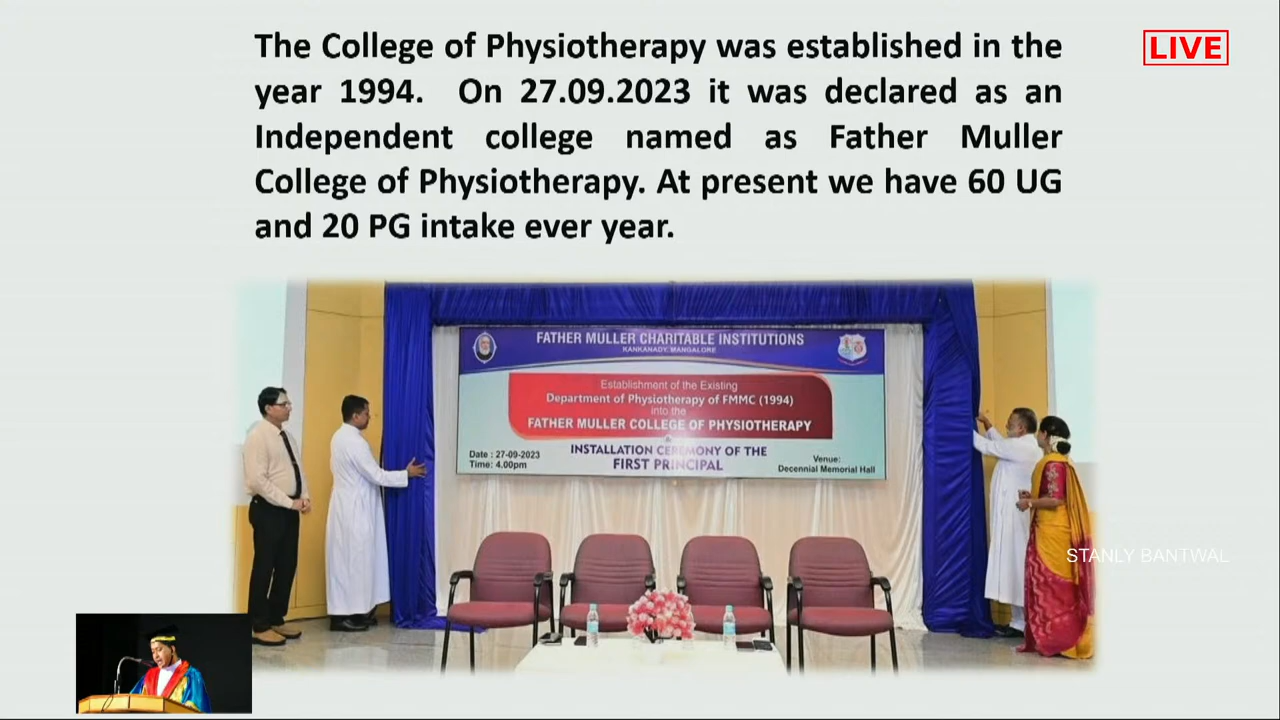 The College of Physiotherapy was established in the
year 1994. On 27.09.2023 it was declared as an
Independent college named as Father Muller
College of Physiotherapy. At present we have 60 UG
and 20 PG intake ever year.
LIVE
FATHER MULLER CHARITABLE INSTITUTIONS
KANKANADY, MANGALORE
Establishment of the Existing
Department of Physiotherapy of FMMC (1994)
into the
FATHER MULLER COLLEGE OF PHYSIOTHERAPY
&
INSTALLATION CEREMONY OF THE
FIRST PRINCIPAL
Date : 27-09-2023
Time: 4.00pm
Venue:
Decennial Memorial Hall
STANLY BANTWAL